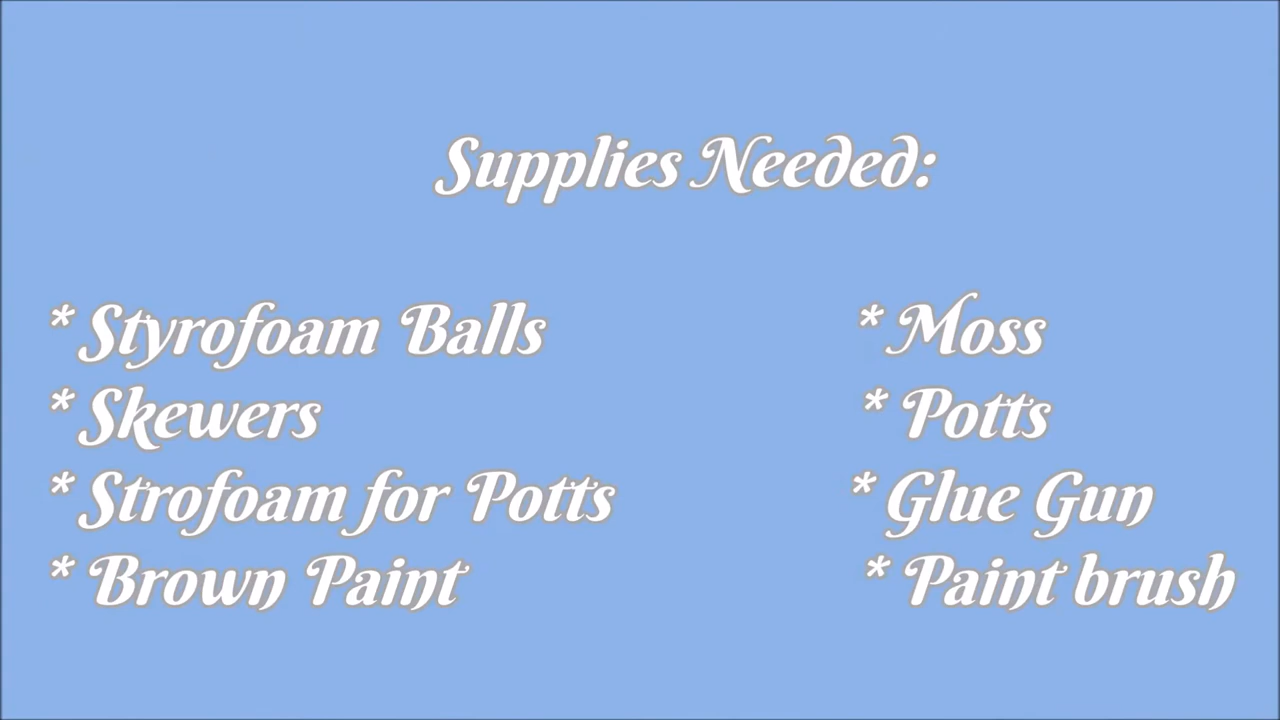 Supplies Needed:
* Styrofoam Balls
* Skewers
* Strofoam for Potts
* Brown Paint
* Moss
* Potts
* Glue Gun
* Paint brush